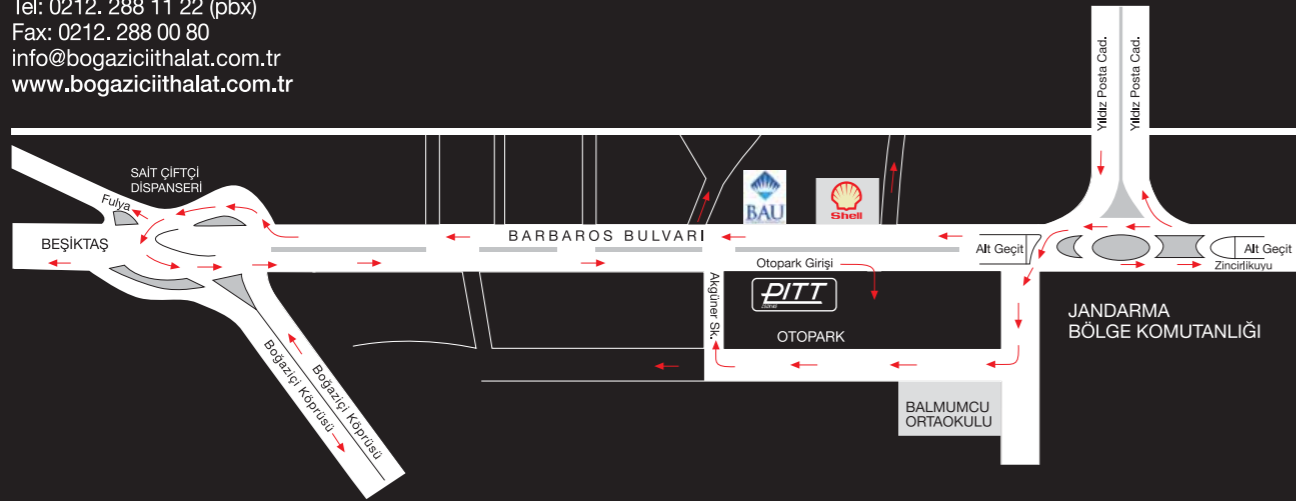 Tel: 0212. 288 11 22 (pbx)
Fax: 0212. 288 00 80
info@bogaziciithalat.com.tr
www.bogaziciithalat.com.tr
Yıldız Posta Cad.
Yıldız Posta Cad.
SAİT ÇİFTÇİ
DİSPANSERİ
Fulya
BAU
Shell
BEŞİKTAŞ
BARBAROS BULVARI
Alt Geçit
Alt Geçit
Otopark Girişi
Zincirlikuyu
Akgüner Sk.
PITT
OTOPARK
JANDARMA
BÖLGE KOMUTANLIĞI
Boğaziçi Köprüsü
Boğaziçi Köprüsü
BALMUMCU
ORTAOKULU